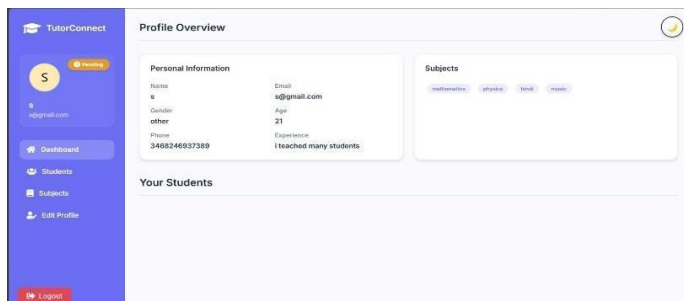 TutorConnect
Pending
S
s
s@gmail.com
Dashboard
Students
Subjects
Edit Profile
Logout
Profile Overview
Personal Information
Name
s
Email
s@gmail.com
Gender
other
Age
21
Phone
3468246937389
Experience
i teached many students
Subjects
mathematics physics hindi music
Your Students